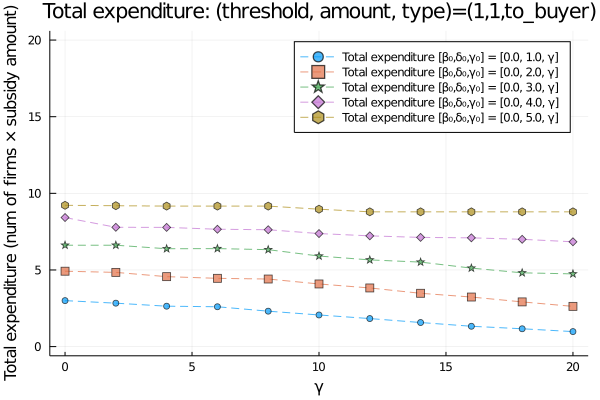 Total expenditure: (threshold, amount, type)=(1,1,to_buyer)
Total expenditure (num of firms × subsidy amount)
20
15
10
5
0
Total expenditure [β₀,δ₀,γ₀] = [0.0, 1.0, γ]
Total expenditure [β₀,δ₀,γ₀] = [0.0, 2.0, γ]
Total expenditure [β₀,δ₀,γ₀] = [0.0, 3.0, γ]
Total expenditure [β₀,δ₀,γ₀] = [0.0, 4.0, γ]
Total expenditure [β₀,δ₀,γ₀] = [0.0, 5.0, γ]
0 5 10 15 20
γ